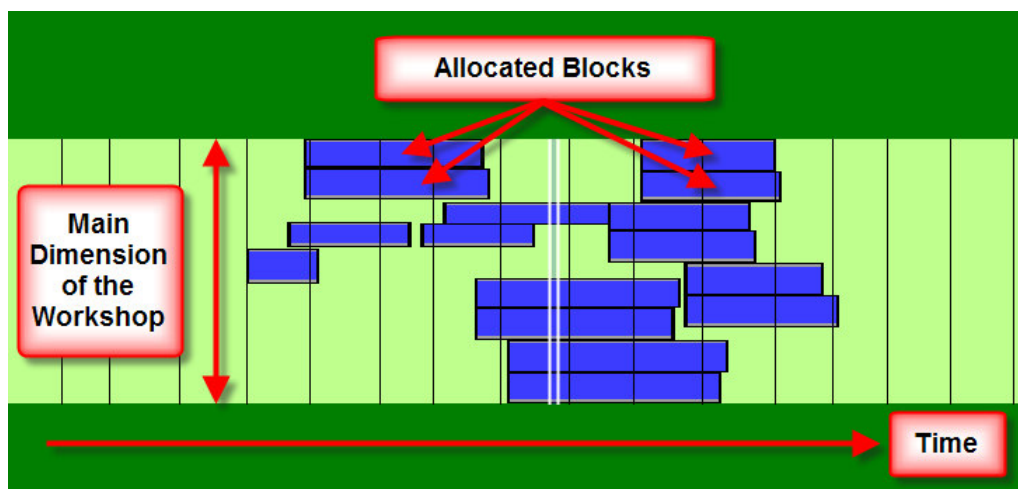 Allocated Blocks
Main
Dimension
of the
Workshop
Time